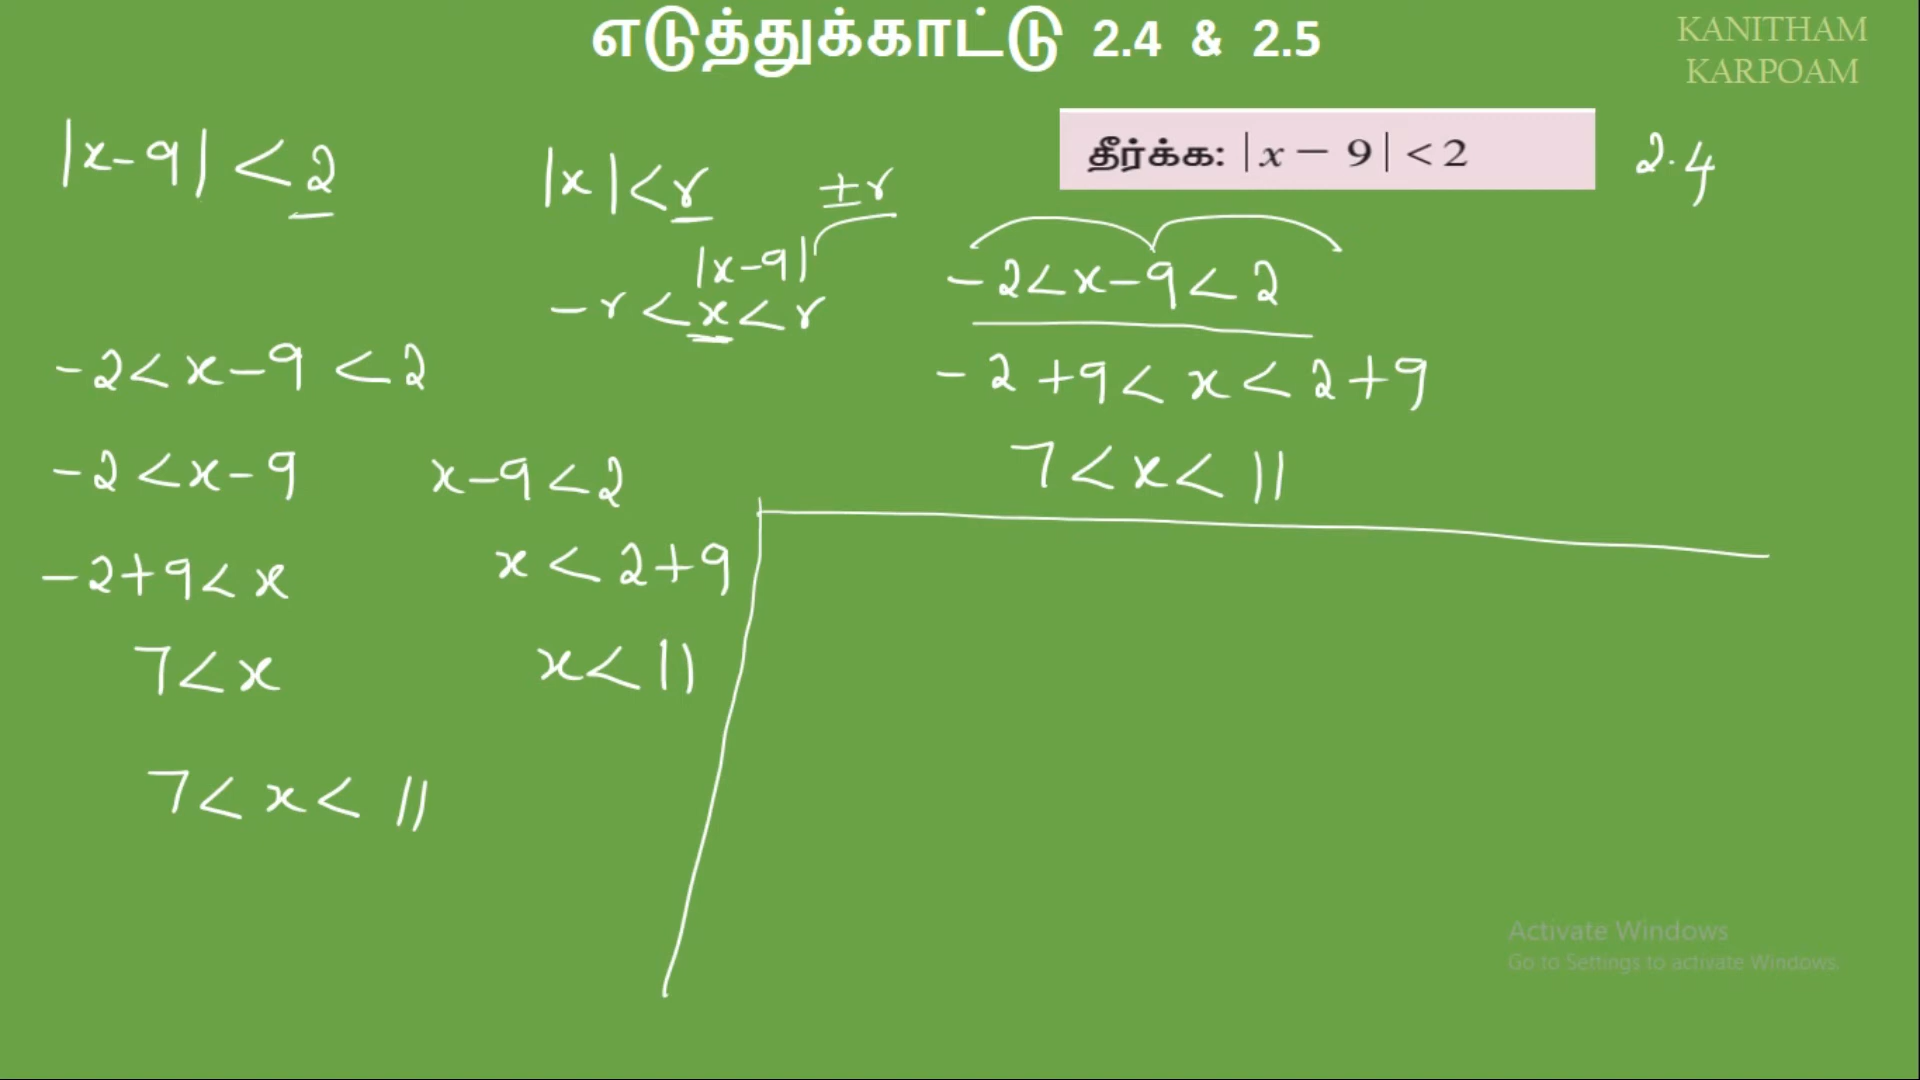 எடுத்துக்காட்டு 2.4 & 2.5
KANITHAM
KARPOAM
தீர்க்க: |x − 9| < 2
2.4
|x-9| < 2
|x| < r
±r
|x-9|
-r < x < r
-2 < x-9 < 2
-2 < x-9
x-9 < 2
-2+9 < x
x < 2+9
7 < x
x < 11
7 < x < 11
-2 < x-9 < 2
-2+9 < x < 2+9
7 < x < 11
Activate Windows
Go to Settings to activate Windows.